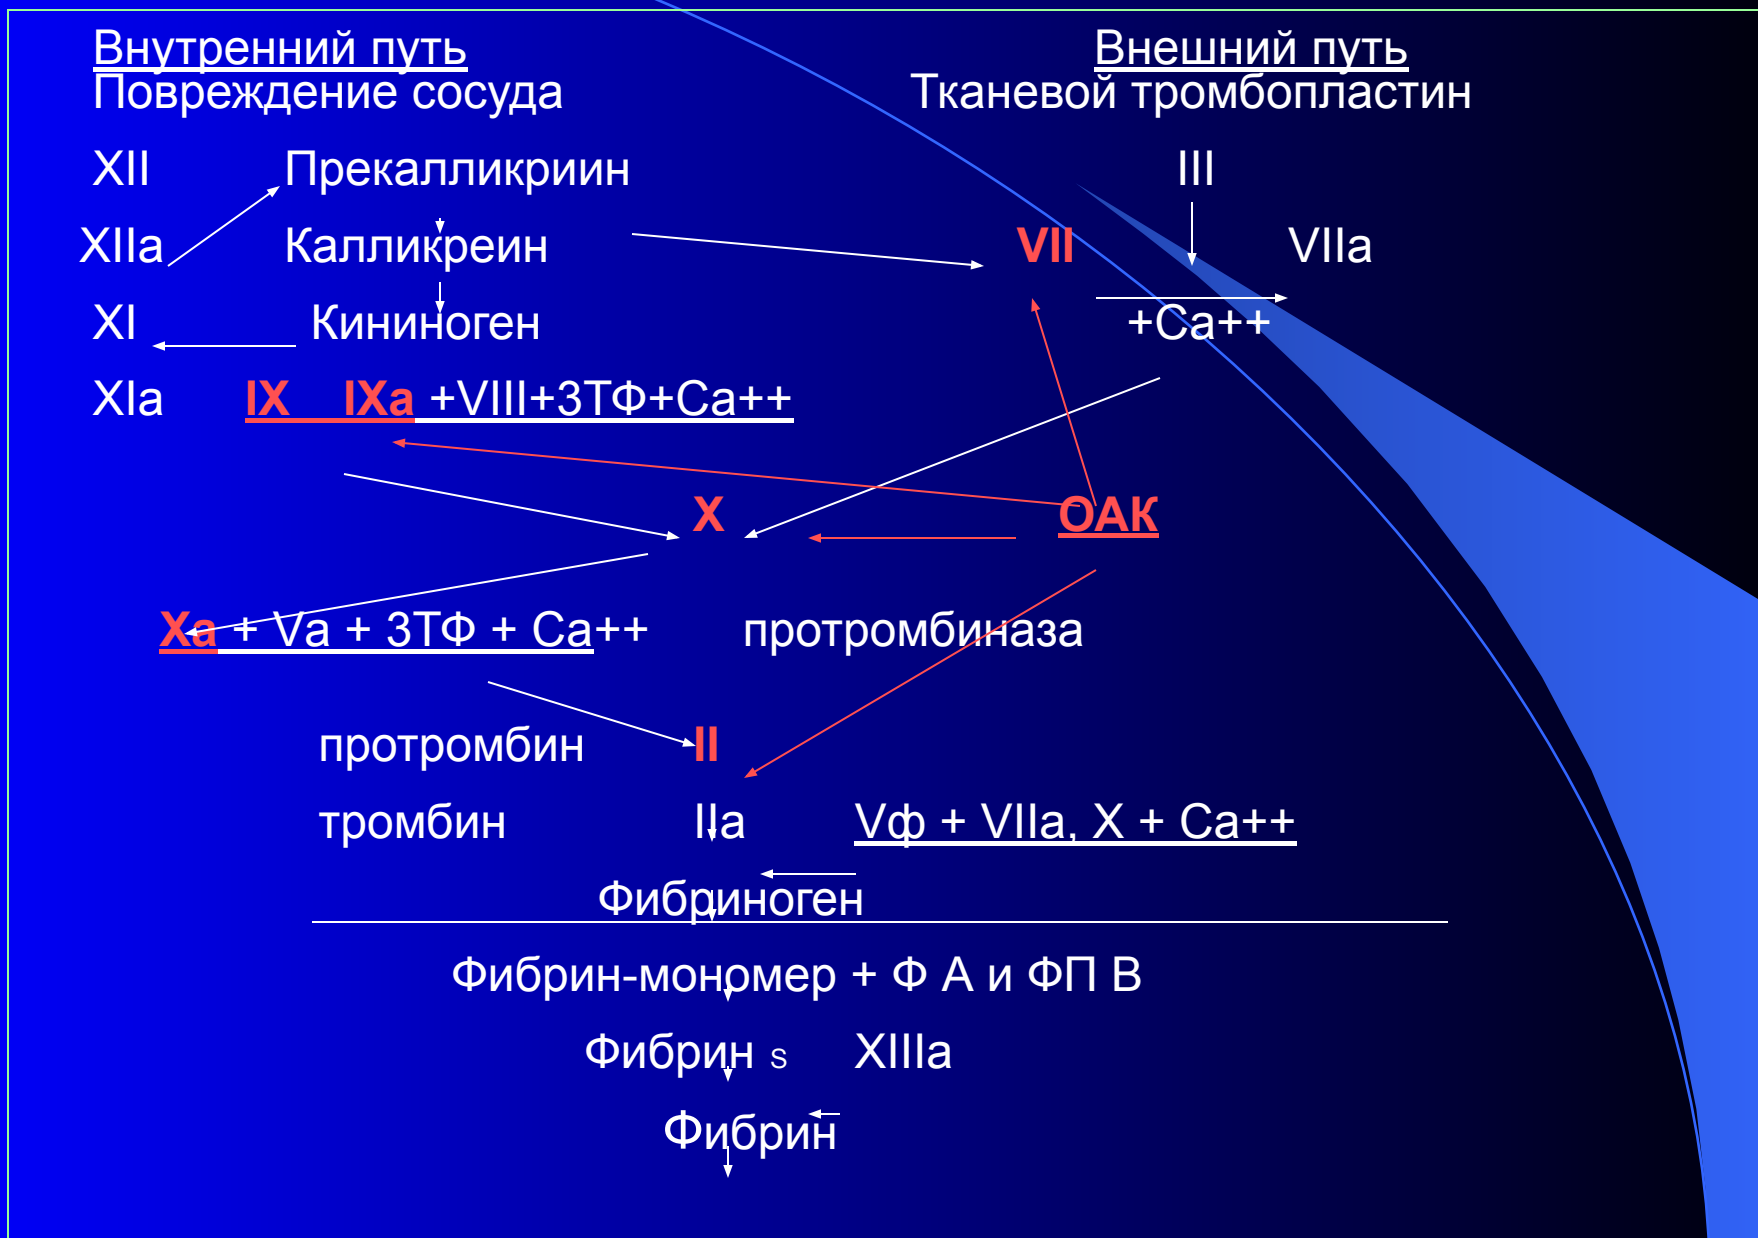 Внутренний путь Внешний путь
Повреждение сосуда Тканевой тромбопластин
XII Прекалликриин III
XIIa Калликреин VII VIIa
XI Кининоген +Ca++
XIa IX IXa +VIII+3ТФ+Ca++
X ОАК
Xa + Va + 3ТФ + Ca++ протромбиназа
протромбин II
тромбин IIa Vф + VIIa, X + Ca++
Фибриноген
Фибрин-мономер + Ф А и ФП В
Фибрин s XIIIa
Фибрин